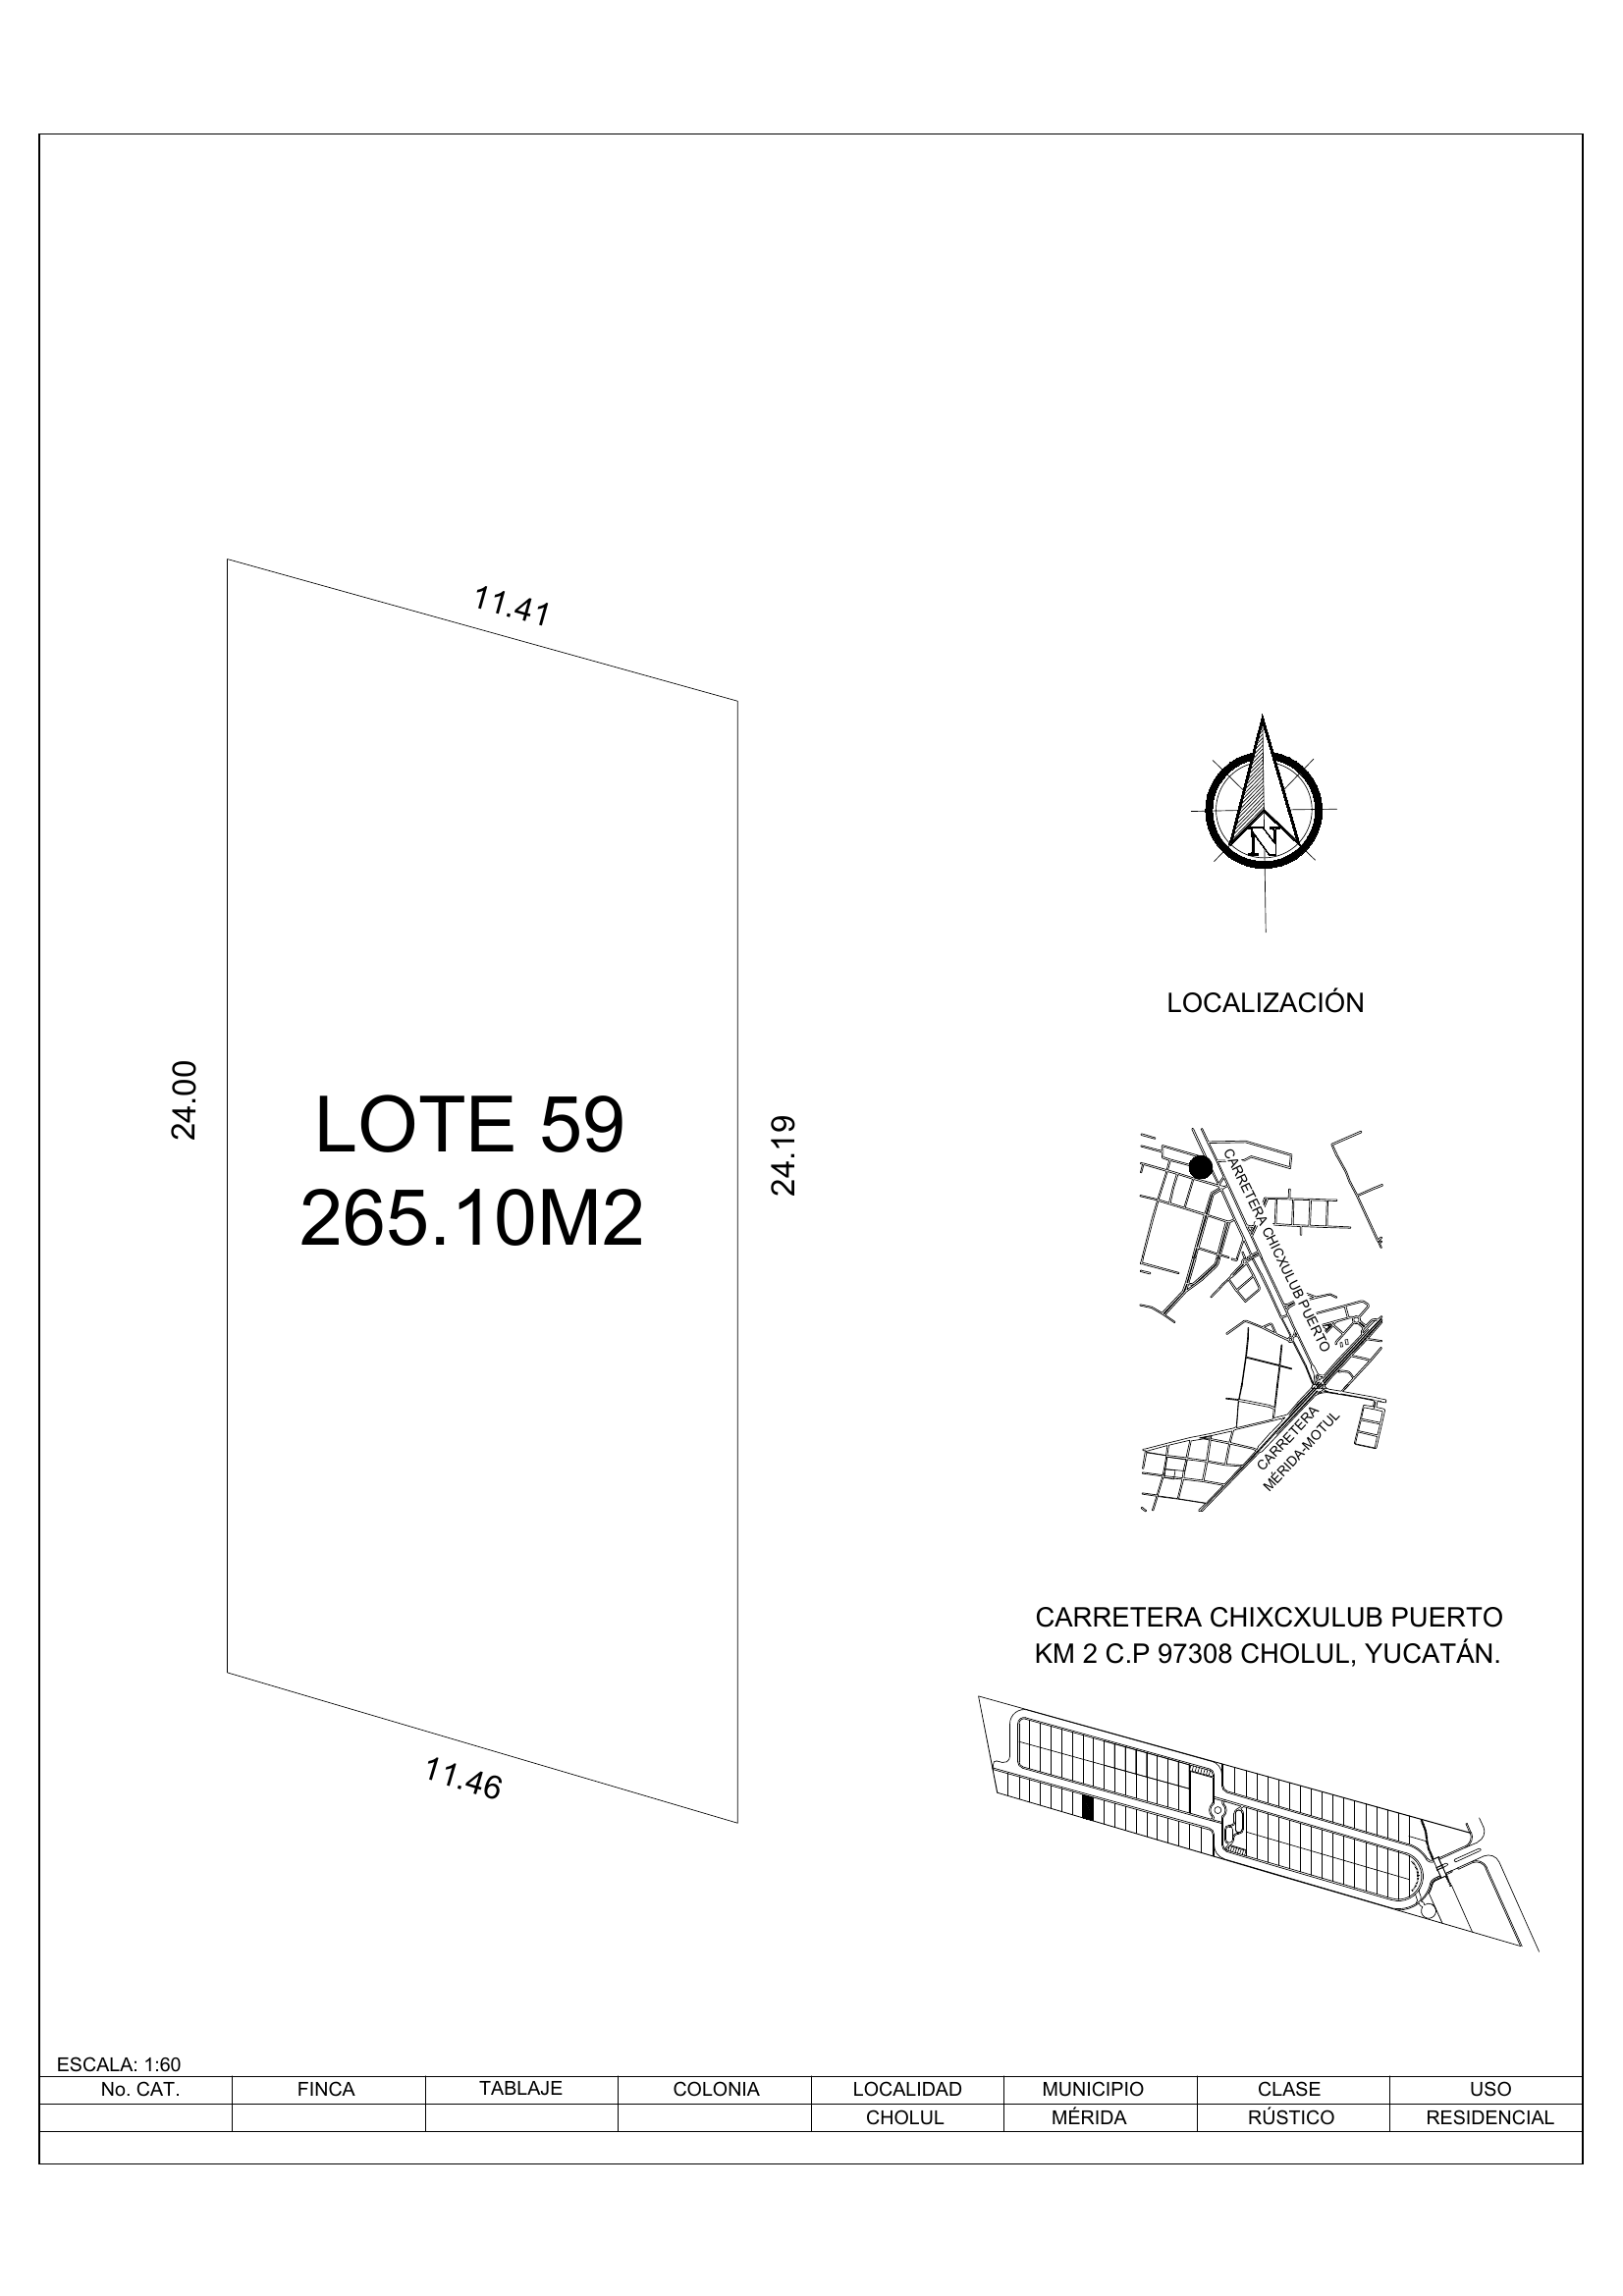 11.41
24.00
LOTE 59
265.10M2
24.19
11.46
N
LOCALIZACIÓN
CARRETERA CHICXULUB PUERTO
CARRETERA
MÉRIDA-MOTUL
CARRETERA CHIXCXULUB PUERTO
KM 2 C.P 97308 CHOLUL, YUCATÁN.
ESCALA: 1:60
No. CAT. FINCA TABLAJE COLONIA LOCALIDAD MUNICIPIO CLASE USO
CHOLUL MÉRIDA RÚSTICO RESIDENCIAL